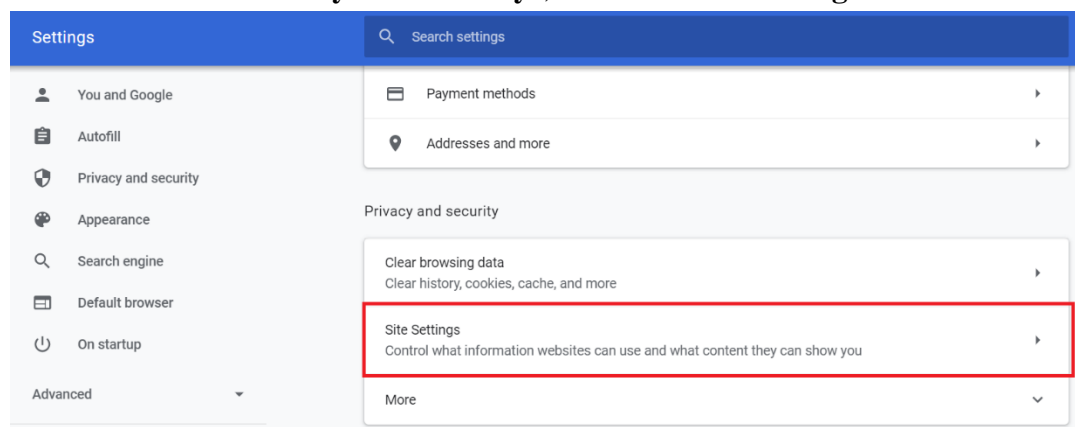 Settings
Search settings
You and Google
Autofill
Privacy and security
Appearance
Search engine
Default browser
On startup
Advanced
Payment methods
Addresses and more
Privacy and security
Clear browsing data
Clear history, cookies, cache, and more
Site Settings
Control what information websites can use and what content they can show you
More